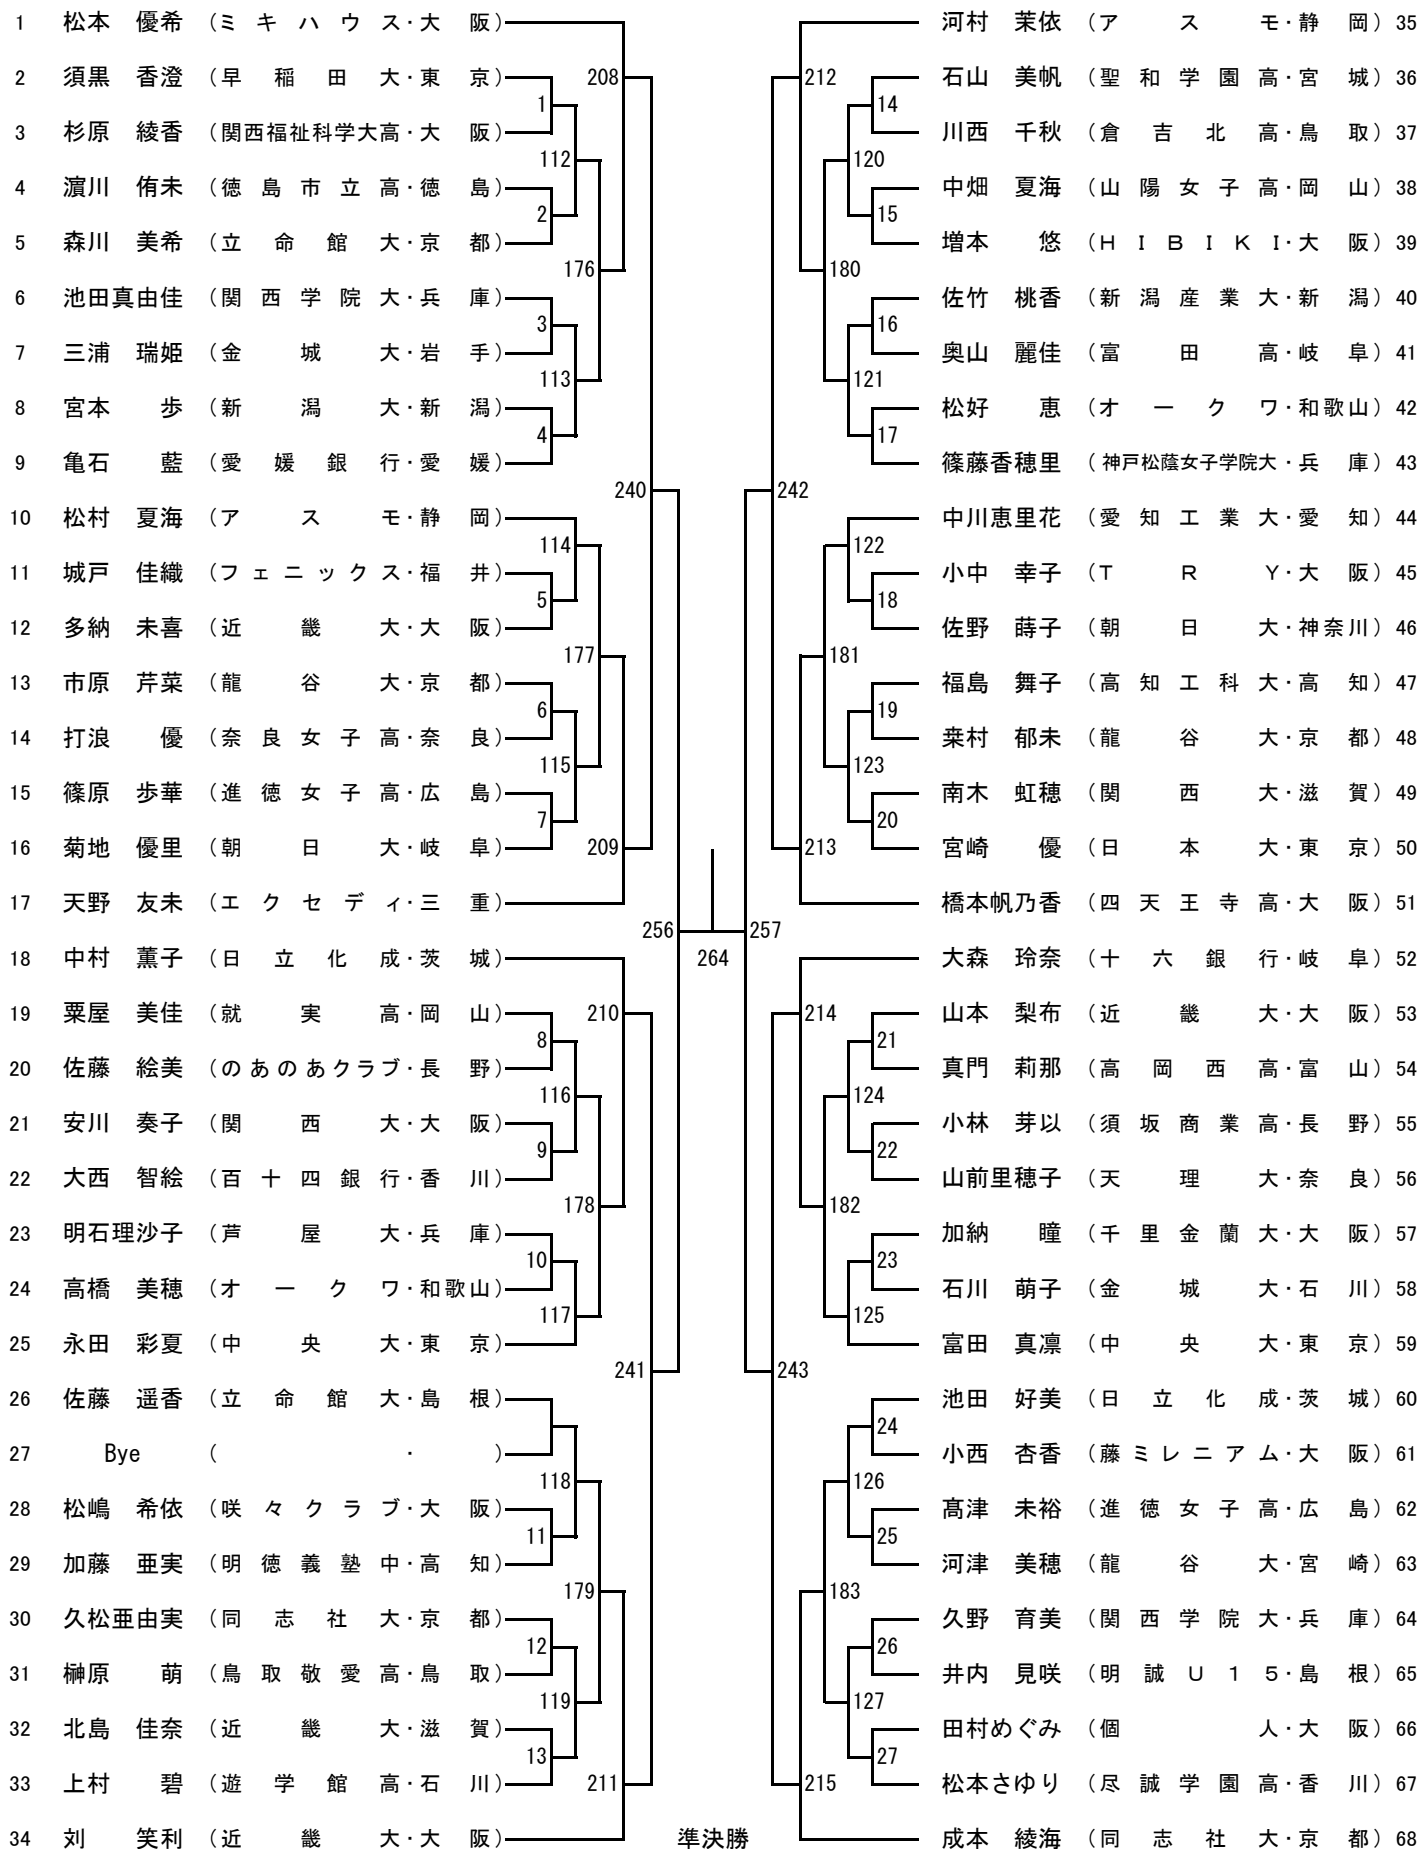 1 松本 優希 (ミキハウス・大阪) 河村 茉依 (アスモ・静岡) 35
2 須黒 香澄 (早稲田大・東京) 208 212 石山 美帆 (聖和学園高・宮城) 36
1 14
3 杉原 綾香 (関西福祉科学大高・大阪) 川西 千秋 (倉吉北高・鳥取) 37
112 120
4 濵川 侑未 (徳島市立高・徳島) 中畑 夏海 (山陽女子高・岡山) 38
2 15
5 森川 美希 (立命館大・京都) 増本 悠 (HIBIKI・大阪) 39
176 180
6 池田真由佳 (関西学院大・兵庫) 佐竹 桃香 (新潟産業大・新潟) 40
3 16
7 三浦 瑞姫 (金城大・岩手) 奥山 麗佳 (富田高・岐阜) 41
113 121
8 宮本 歩 (新潟大・新潟) 松好 恵 (オークワ・和歌山) 42
4 17
9 亀石 藍 (愛媛銀行・愛媛) 篠藤香穂里 (神戸松蔭女子学院大・兵庫) 43
240 242
10 松村 夏海 (アスモ・静岡) 中川恵里花 (愛知工業大・愛知) 44
114 122
11 城戸 佳織 (フェニックス・福井) 小中 幸子 (TRY・大阪) 45
5 18
12 多納 未喜 (近畿大・大阪) 佐野 蒔子 (朝日大・神奈川) 46
177 181
13 市原 芹菜 (龍谷大・京都) 福島 舞子 (高知工科大・高知) 47
6 19
14 打浪 優 (奈良女子高・奈良) 桒村 郁未 (龍谷大・京都) 48
115 123
15 篠原 歩華 (進徳女子高・広島) 南木 虹穂 (関西大・滋賀) 49
7 20
16 菊地 優里 (朝日大・岐阜) 209 213 宮崎 優 (日本大・東京) 50
17 天野 友未 (エクセディ・三重) 橋本帆乃香 (四天王寺高・大阪) 51
256 257
18 中村 薫子 (日立化成・茨城) 264 大森 玲奈 (十六銀行・岐阜) 52
19 粟屋 美佳 (就実高・岡山) 210 214 山本 梨布 (近畿大・大阪) 53
8 21
20 佐藤 絵美 (のあのあクラブ・長野) 真門 莉那 (高岡西高・富山) 54
116 124
21 安川 奏子 (関西大・大阪) 小林 芽以 (須坂商業高・長野) 55
9 22
22 大西 智絵 (百十四銀行・香川) 山前里穂子 (天理大・奈良) 56
178 182
23 明石理沙子 (芦屋大・兵庫) 加納 瞳 (千里金蘭大・大阪) 57
10 23
24 高橋 美穂 (オークワ・和歌山) 石川 萌子 (金城大・石川) 58
117 125
25 永田 彩夏 (中央大・東京) 富田 真凛 (中央大・東京) 59
241 243
26 佐藤 遥香 (立命館大・島根) 池田 好美 (日立化成・茨城) 60
24
27 Bye ( ・ ) 小西 杏香 (藤ミレニアム・大阪) 61
118 126
28 松嶋 希依 (咲々クラブ・大阪) 髙津 未裕 (進徳女子高・広島) 62
11 25
29 加藤 亜実 (明徳義塾中・高知) 河津 美穂 (龍谷大・宮崎) 63
179 183
30 久松亜由実 (同志社大・京都) 久野 育美 (関西学院大・兵庫) 64
12 26
31 榊原 萌 (鳥取敬愛高・鳥取) 井内 見咲 (明誠U15・島根) 65
119 127
32 北島 佳奈 (近畿大・滋賀) 田村めぐみ (個人・大阪) 66
13 27
33 上村 碧 (遊学館高・石川) 211 215 松本さゆり (尽誠学園高・香川) 67
34 刘 笑利 (近畿大・大阪) 準決勝 成本 綾海 (同志社大・京都) 68